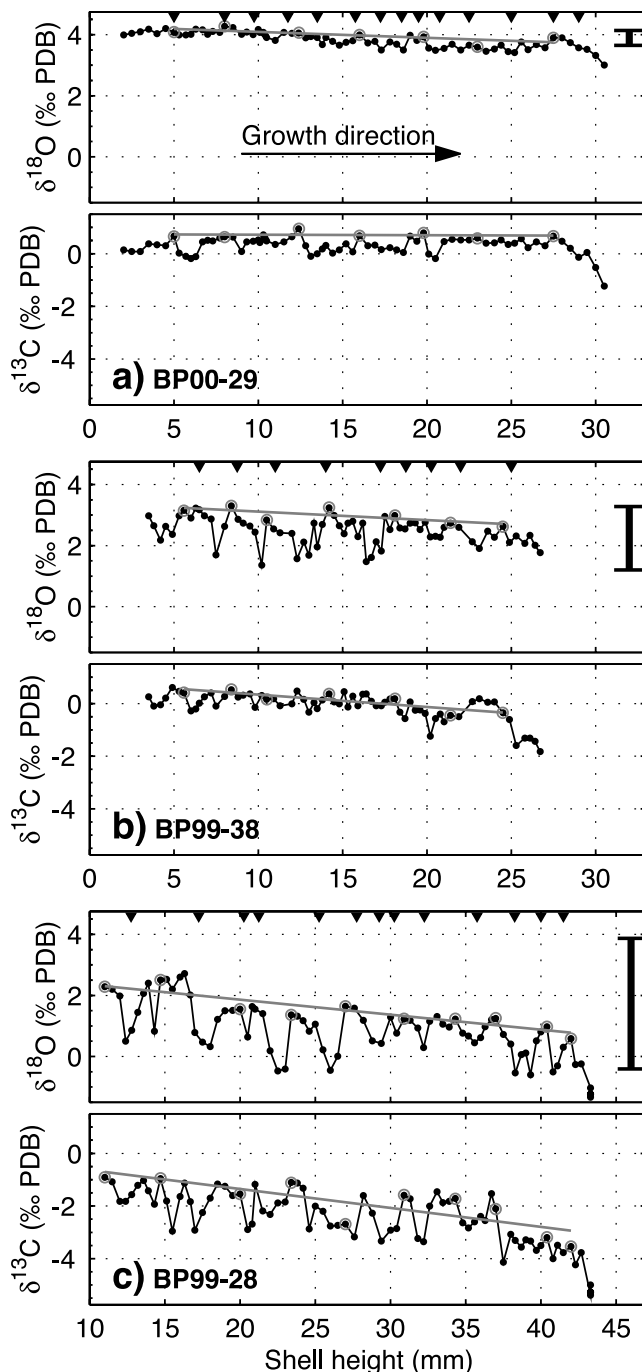 4
2
0
δ18O (‰ PDB)
Growth direction
0
-2
-4
δ13C (‰ PDB)
a) BP00-29
0 5 10 15 20 25 30
4
2
0
δ18O (‰ PDB)
0
-2
-4
δ13C (‰ PDB)
b) BP99-38
0 5 10 15 20 25 30
4
2
0
δ18O (‰ PDB)
0
-2
-4
δ13C (‰ PDB)
c) BP99-28
10 15 20 25 30 35 40 45
Shell height (mm)